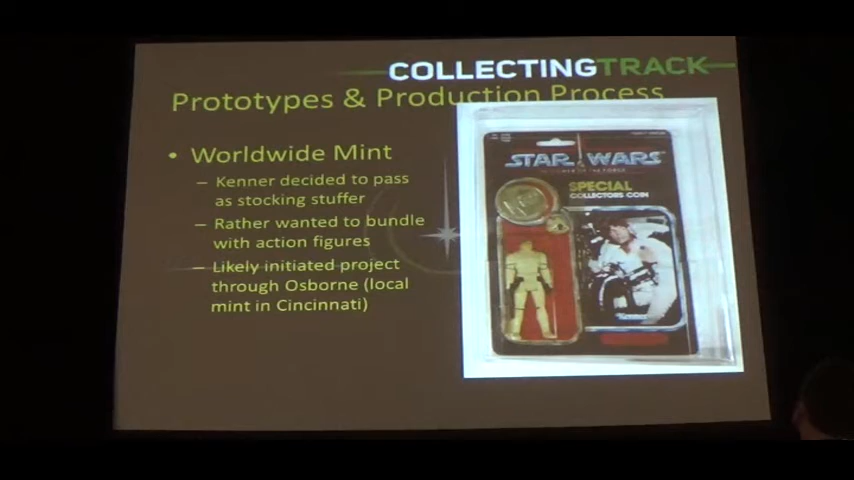 COLLECTINGTRACK
Prototypes & Production Process
• Worldwide Mint
– Kenner decided to pass
as stocking stuffer
– Rather wanted to bundle
with action figures
– Likely initiated project
through Osborne (local
mint in Cincinnati)
STAR WARS
SPECIAL
COLLECTORS COIN
Kenner